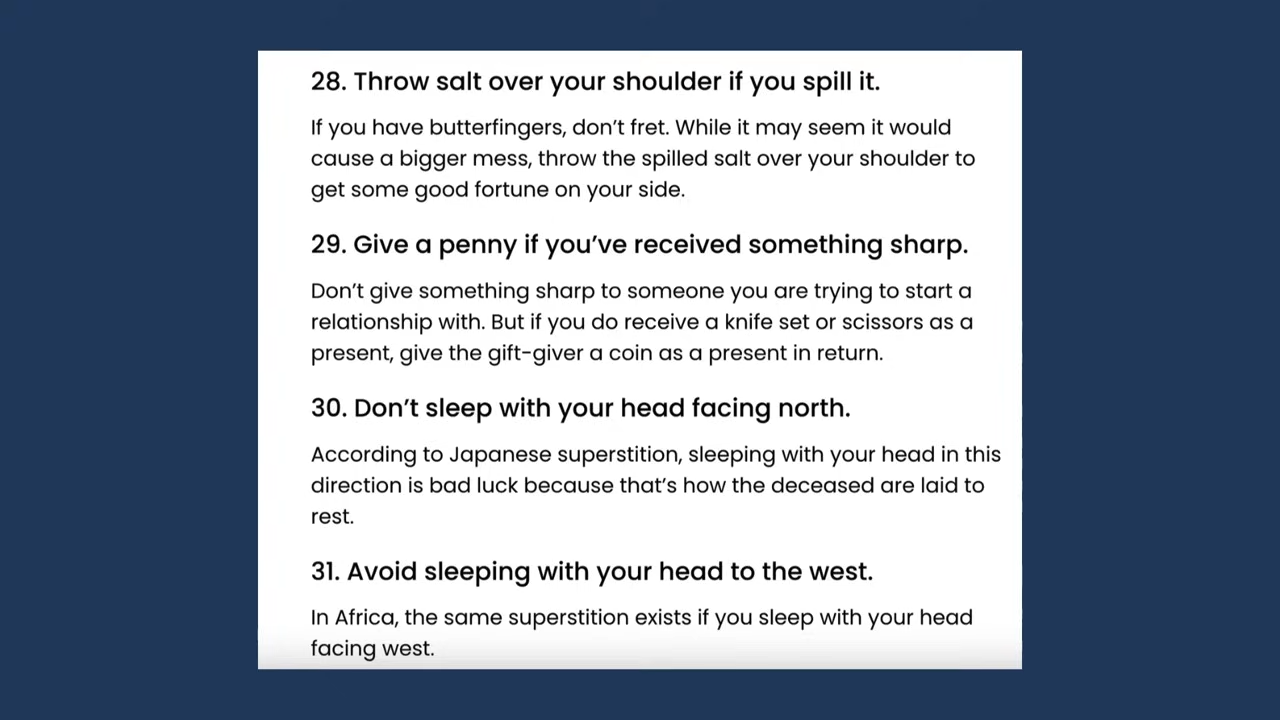 28. Throw salt over your shoulder if you spill it.
If you have butterfingers, don’t fret. While it may seem it would
cause a bigger mess, throw the spilled salt over your shoulder to
get some good fortune on your side.
29. Give a penny if you’ve received something sharp.
Don’t give something sharp to someone you are trying to start a
relationship with. But if you do receive a knife set or scissors as a
present, give the gift-giver a coin as a present in return.
30. Don’t sleep with your head facing north.
According to Japanese superstition, sleeping with your head in this
direction is bad luck because that’s how the deceased are laid to
rest.
31. Avoid sleeping with your head to the west.
In Africa, the same superstition exists if you sleep with your head
facing west.